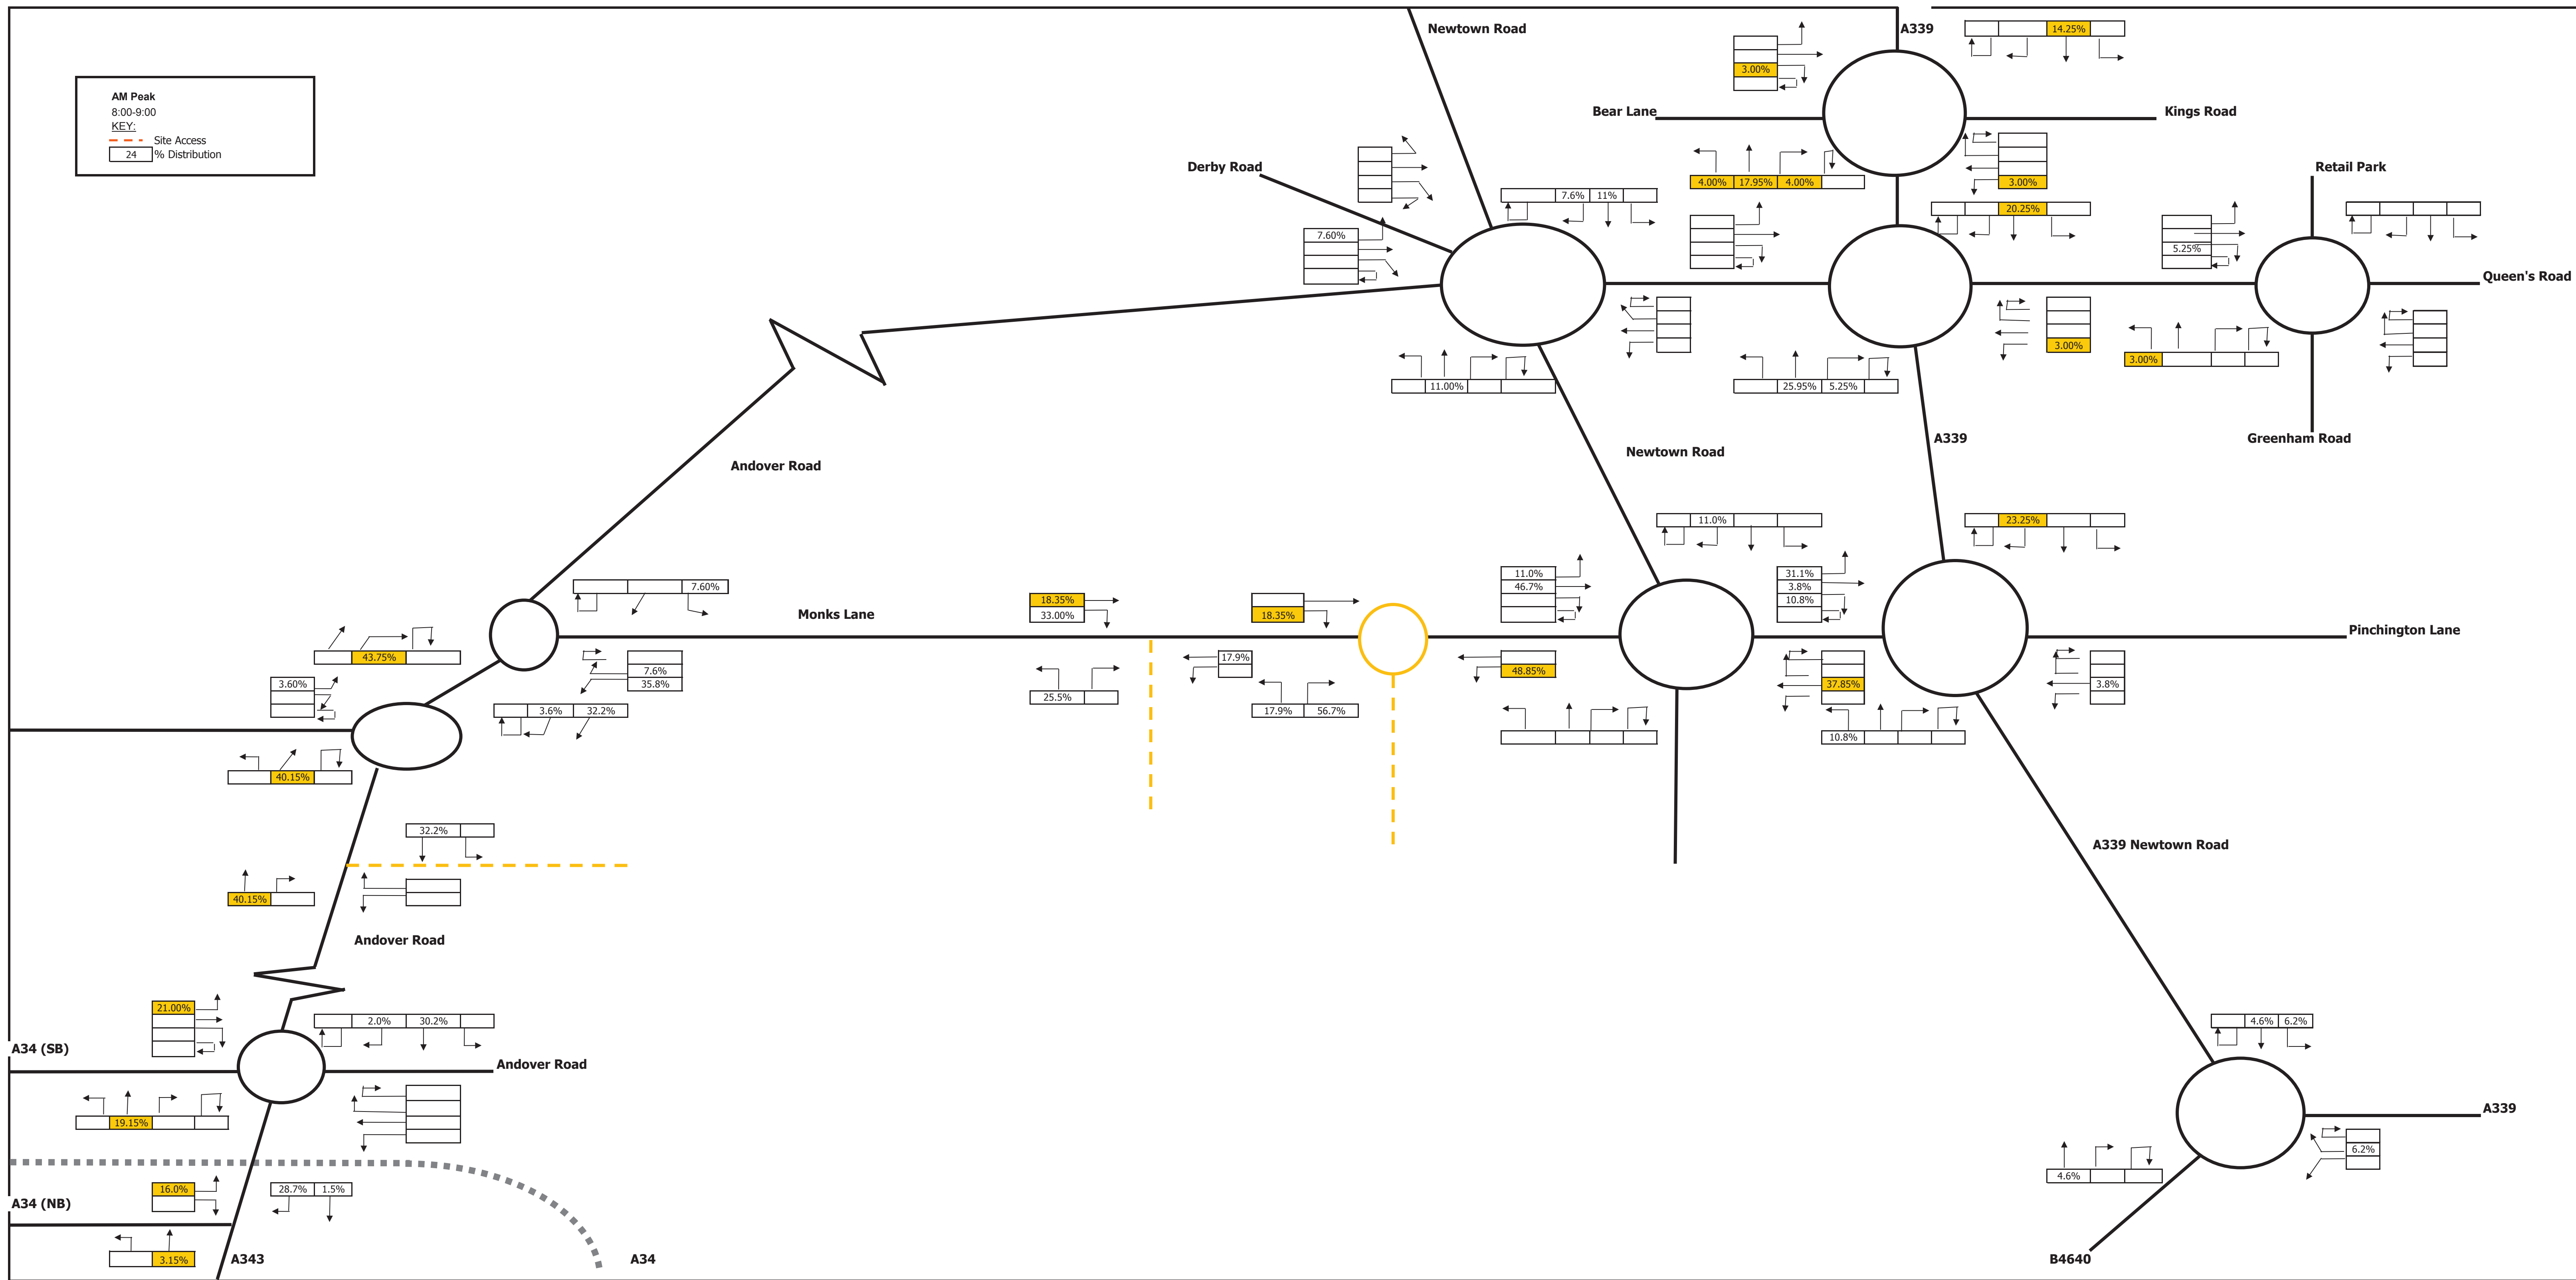 Newtown Road
A339
14.25%
AM Peak
8:00-9:00
KEY:
Site Access
24 % Distribution
3.00%
Bear Lane
Kings Road
Derby Road
Retail Park
4.00% 17.95% 4.00%
3.00%
7.6% 11%
20.25%
7.60%
5.25%
Queen's Road
3.00%
3.00%
11.00%
25.95% 5.25%
A339
Greenham Road
Newtown Road
Andover Road
11.0%
23.25%
7.60%
11.0%
46.7%
31.1%
3.8%
10.8%
18.35%
33.00%
18.35%
Monks Lane
Pinchington Lane
43.75%
7.6%
35.8%
17.9%
48.85%
37.85%
3.8%
3.60%
25.5%
3.6% 32.2%
17.9% 56.7%
10.8%
40.15%
32.2%
A339 Newtown Road
40.15%
Andover Road
21.00%
2.0% 30.2%
4.6% 6.2%
A34 (SB)
Andover Road
19.15%
A339
6.2%
4.6%
16.0%
28.7% 1.5%
A34 (NB)
3.15%
A343
A34
B4640